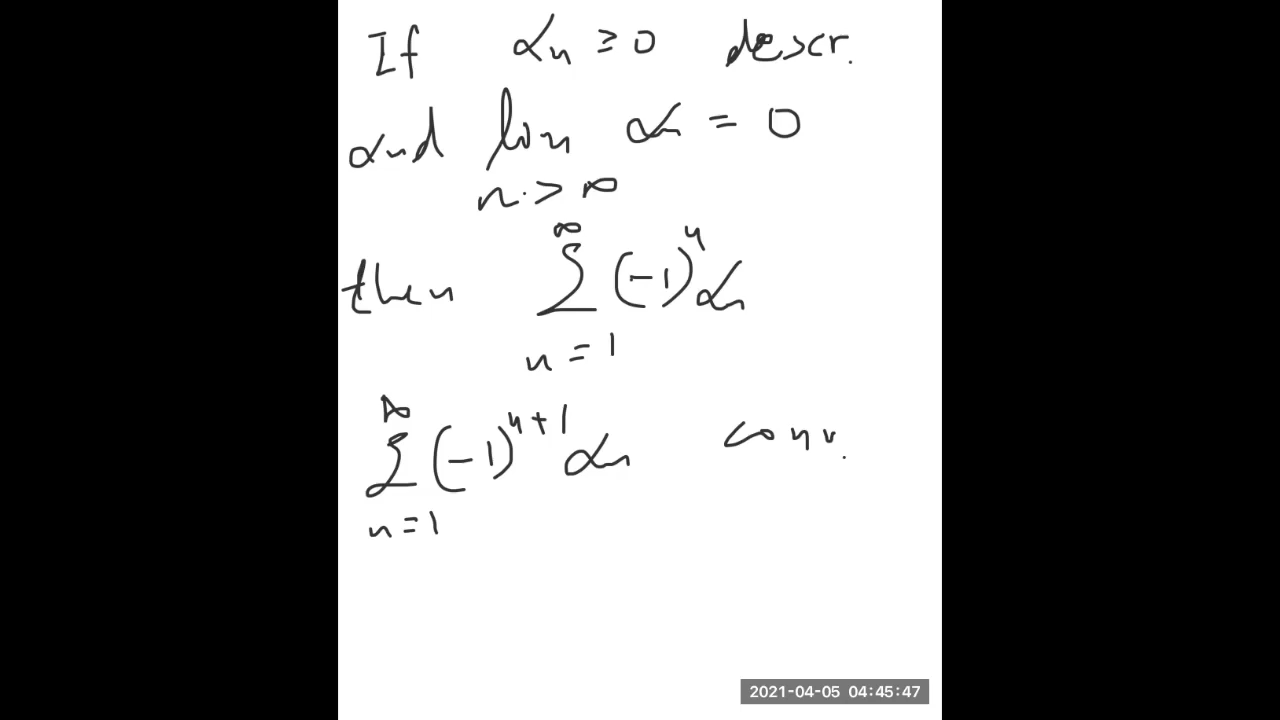 If αn ≥ 0 descr.
and lim αn = 0
n -> ∞
∞
then Σ (-1)^n αn
n = 1
∞
Σ (-1)^n+1 αn conv.
n = 1
2021-04-05 04:45:47